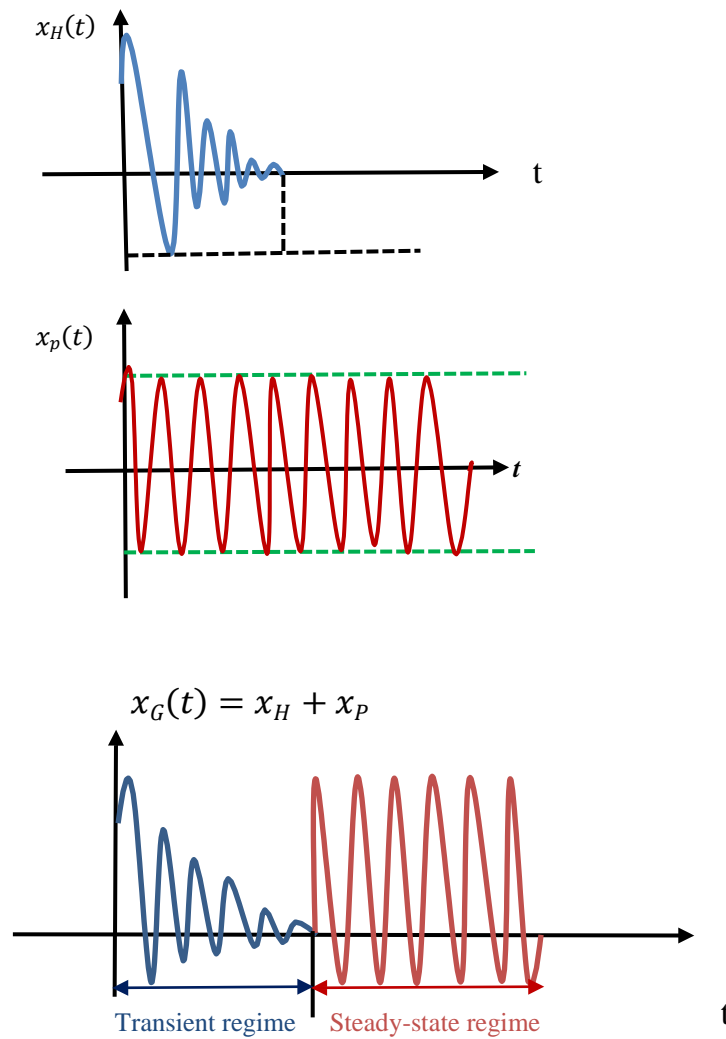 x_H(t)
t
x_p(t)
t
x_G(t) = x_H + x_P
Transient regime
Steady-state regime
t